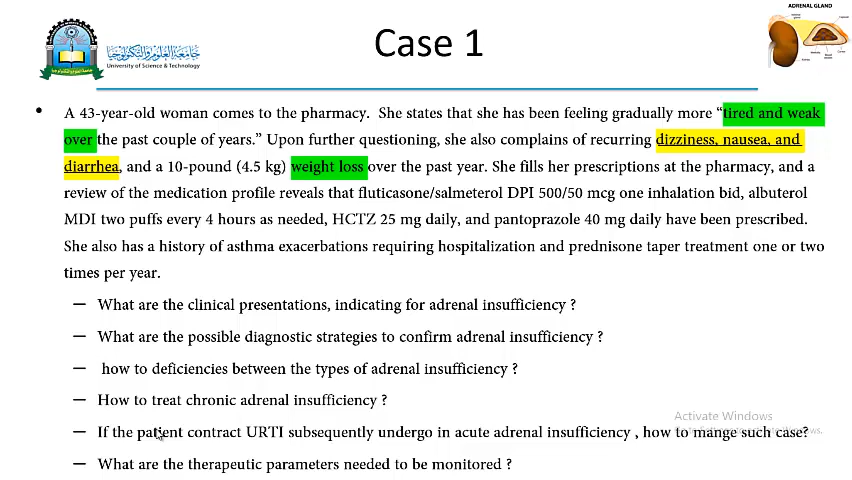 ADRENAL GLAND
Case 1
جامعة العلوم والتكنولوجيا
University of Science & Technology
• A 43-year-old woman comes to the pharmacy. She states that she has been feeling gradually more “tired and weak
over the past couple of years.” Upon further questioning, she also complains of recurring dizziness, nausea, and
diarrhea, and a 10-pound (4.5 kg) weight loss over the past year. She fills her prescriptions at the pharmacy, and a
review of the medication profile reveals that fluticasone/salmeterol DPI 500/50 mcg one inhalation bid, albuterol
MDI two puffs every 4 hours as needed, HCTZ 25 mg daily, and pantoprazole 40 mg daily have been prescribed.
She also has a history of asthma exacerbations requiring hospitalization and prednisone taper treatment one or two
times per year.
— What are the clinical presentations, indicating for adrenal insufficiency ?
— What are the possible diagnostic strategies to confirm adrenal insufficiency ?
— how to deficiencies between the types of adrenal insufficiency ?
— How to treat chronic adrenal insufficiency ?
Activate Windows
— If the patient contract URTI subsequently undergo in acute adrenal insufficiency , how to mange such case?
— What are the therapeutic parameters needed to be monitored ?